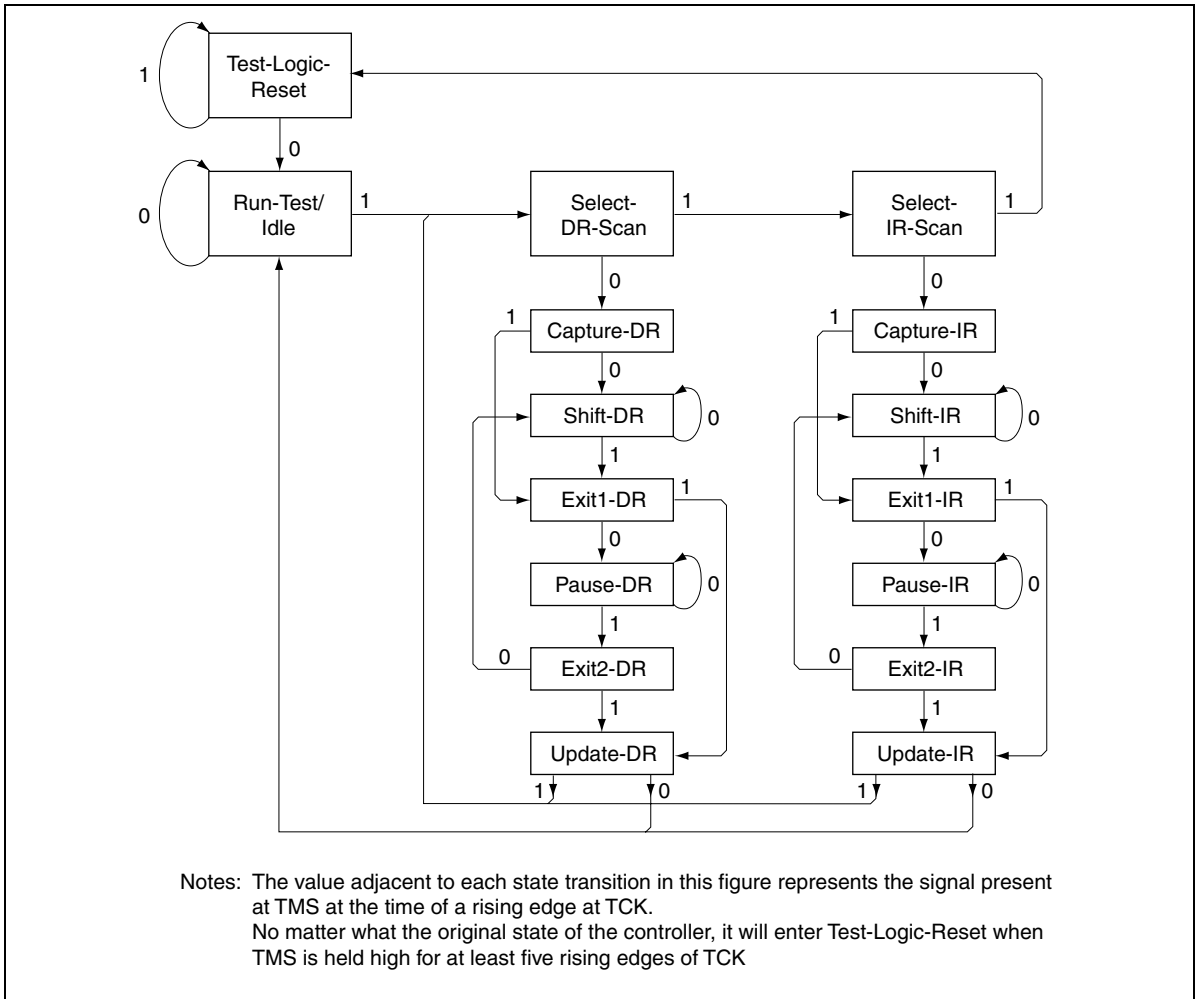 Test-Logic-
Reset
1
0
Run-Test/
Idle
0
1
Select-
DR-Scan
1
Select-
IR-Scan
1
0
0
1
Capture-DR
1
Capture-IR
0
0
Shift-DR
0
Shift-IR
0
1
1
Exit1-DR
1
Exit1-IR
1
0
0
Pause-DR
0
Pause-IR
0
1
1
0
Exit2-DR
0
Exit2-IR
1
1
Update-DR
Update-IR
1
0
1
0
Notes: The value adjacent to each state transition in this figure represents the signal present
at TMS at the time of a rising edge at TCK.
No matter what the original state of the controller, it will enter Test-Logic-Reset when
TMS is held high for at least five rising edges of TCK